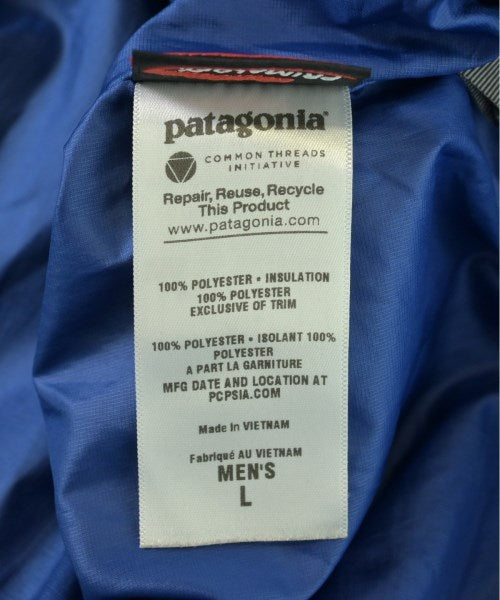 patagonia®
COMMON THREADS
INITIATIVE
Repair, Reuse, Recycle
This Product
www.patagonia.com
100% POLYESTER • INSULATION
100% POLYESTER
EXCLUSIVE OF TRIM
100% POLYESTER • ISOLANT 100%
POLYESTER
A PART LA GARNITURE
MFG DATE AND LOCATION AT
PCPSIA.COM
Made in VIETNAM
Fabriqué AU VIETNAM
MEN'S
L